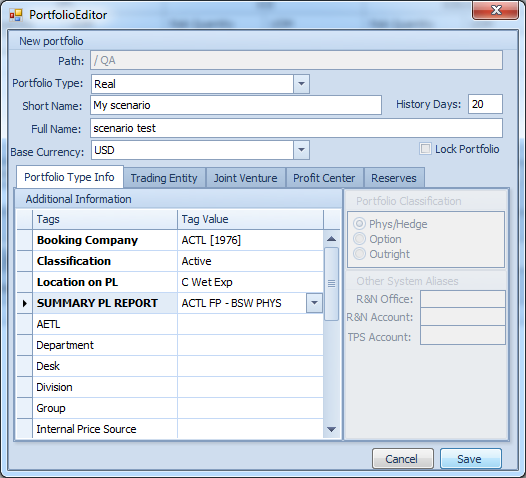 PortfolioEditor
New portfolio
Path: / QA
Portfolio Type: Real
Short Name: My scenario History Days: 20
Full Name: scenario test
Base Currency: USD Lock Portfolio
Portfolio Type Info Trading Entity Joint Venture Profit Center Reserves
Additional Information
Tags Tag Value
Booking Company ACTL [1976]
Classification Active
Location on PL C Wet Exp
SUMMARY PL REPORT ACTL FP - BSW PHYS
AETL
Department
Desk
Division
Group
Internal Price Source
Portfolio Classification
Phys/Hedge
Option
Outright
Other System Aliases
R&N Office:
R&N Account:
TPS Account:
Cancel Save